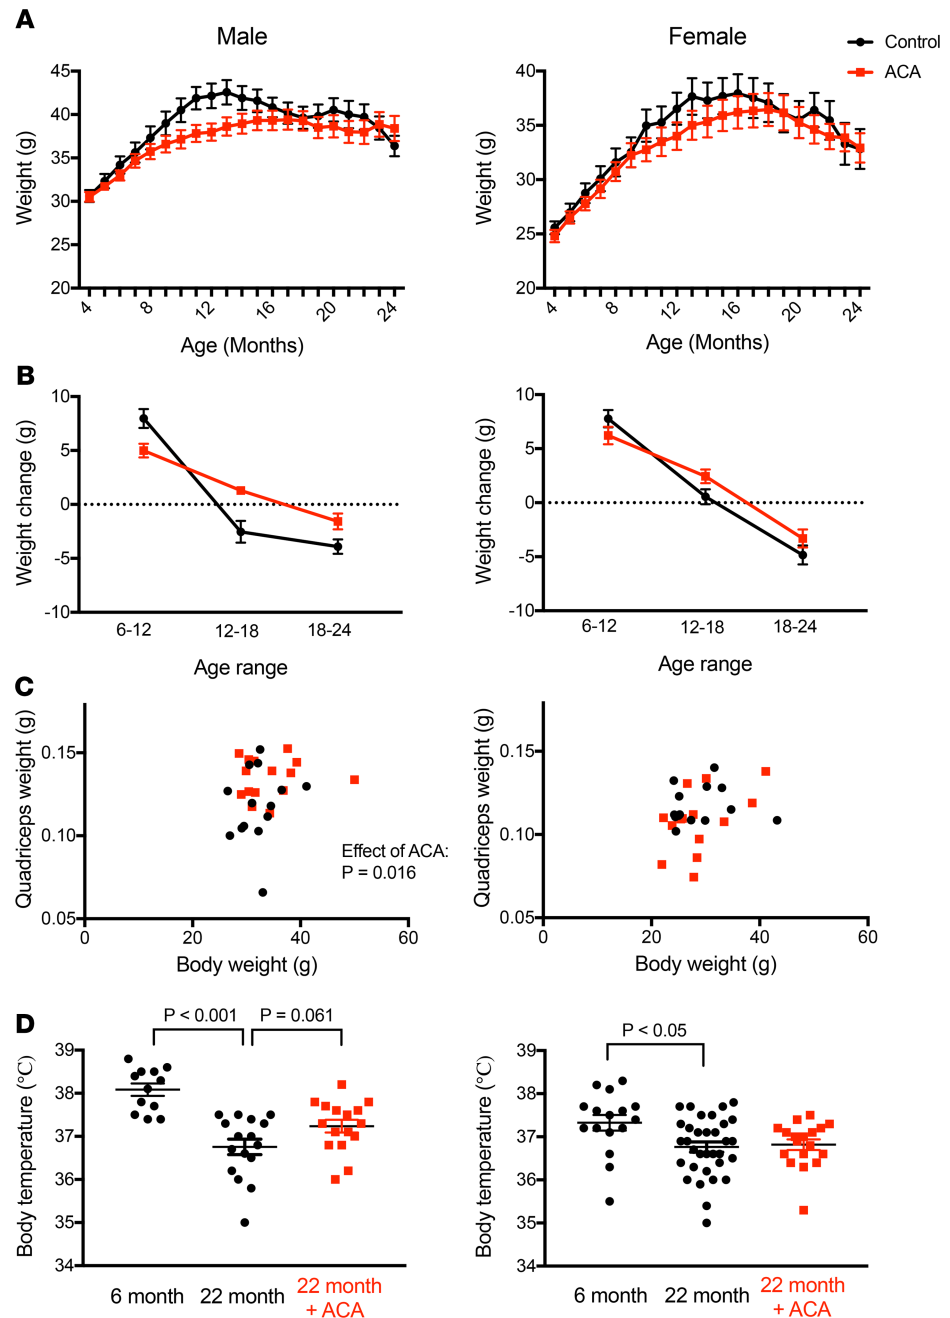 A
Male
Female
Control
ACA
Weight (g)
45
40
35
30
25
20
4
8
12
16
20
24
Age (Months)
Weight (g)
40
35
30
25
20
4
8
12
16
20
24
Age (Months)
B
Weight change (g)
10
5
0
-5
-10
6-12
12-18
18-24
Age range
Weight change (g)
10
5
0
-5
-10
6-12
12-18
18-24
Age range
C
Quadriceps weight (g)
0.15
0.10
0.05
0
20
40
60
Body weight (g)
Effect of ACA:
P = 0.016
Quadriceps weight (g)
0.15
0.10
0.05
0
20
40
60
Body weight (g)
D
P < 0.001
P = 0.061
Body temperature (°C)
39
38
37
36
35
34
6 month
22 month
22 month
+ ACA
P < 0.05
Body temperature (°C)
39
38
37
36
35
34
6 month
22 month
22 month
+ ACA